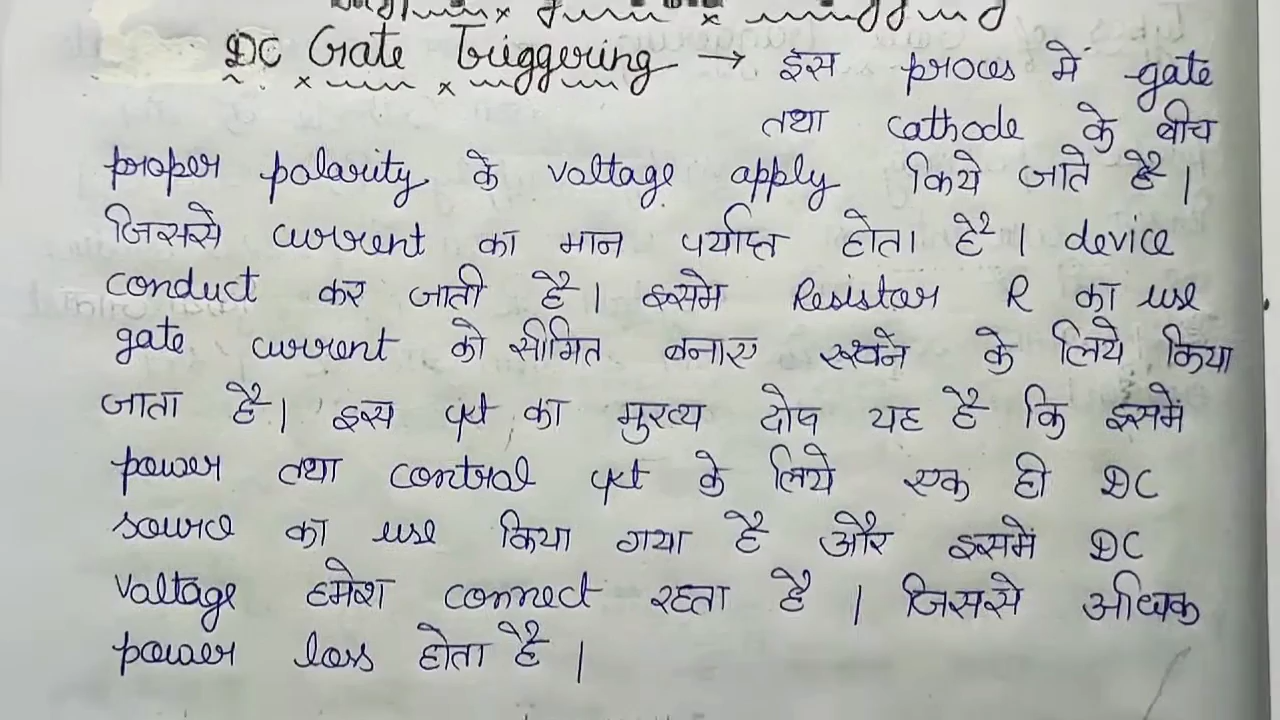 DC Gate Triggering → इस proces में gate
तथा cathode के बीच
proper polarity के voltage apply किये जाते है।
जिससे current का मान पर्याप्त होता है। device
conduct कर जाती है। इसमे Resistor R का use
gate current को सीमित बनाए रखने के लिये किया
जाता है। इस ckt का मुख्य दोष यह है कि इसमें
power तथा control ckt के लिये एक ही DC
source का use किया गया है और इसमें DC
voltage हमेश connect रहता है। जिससे अधिक
power loss होता है।